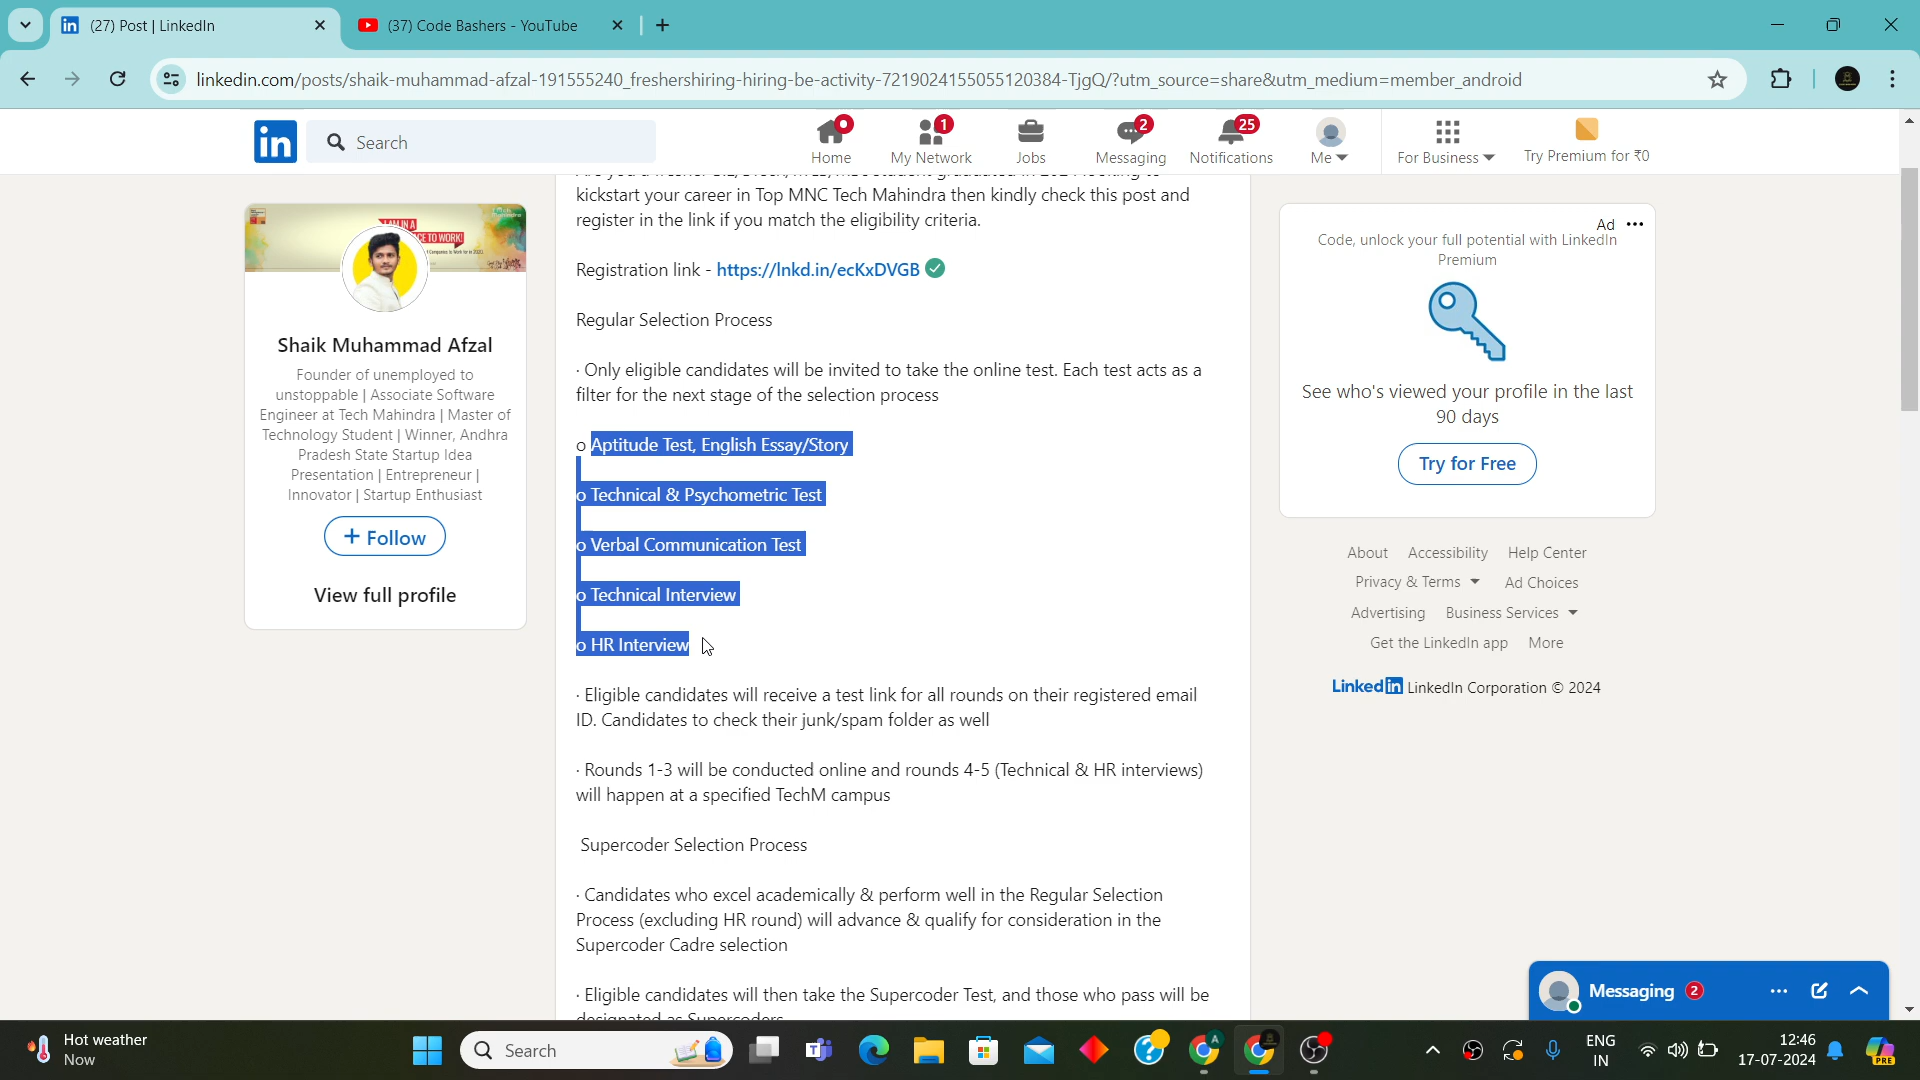 (27) Post | LinkedIn
(37) Code Bashers - YouTube
linkedin.com/posts/shaik-muhammad-afzal-191555240_freshershiring-hiring-be-activity-7219024155055120384-TjgQ/?utm_source=share&utm_medium=member_android
in
Search
Home
1
My Network
Jobs
2
Messaging
25
Notifications
Me
For Business
Try Premium for ₹0
Shaik Muhammad Afzal
Founder of unemployed to
unstoppable | Associate Software
Engineer at Tech Mahindra | Master of
Technology Student | Winner, Andhra
Pradesh State Startup Idea
Presentation | Entrepreneur |
Innovator | Startup Enthusiast
+ Follow
View full profile
kickstart your career in Top MNC Tech Mahindra then kindly check this post and
register in the link if you match the eligibility criteria.
Registration link - https://lnkd.in/ecKxDVGB
Regular Selection Process
· Only eligible candidates will be invited to take the online test. Each test acts as a
filter for the next stage of the selection process
o Aptitude Test, English Essay/Story
o Technical & Psychometric Test
o Verbal Communication Test
o Technical Interview
o HR Interview
· Eligible candidates will receive a test link for all rounds on their registered email
ID. Candidates to check their junk/spam folder as well
· Rounds 1-3 will be conducted online and rounds 4-5 (Technical & HR interviews)
will happen at a specified TechM campus
Supercoder Selection Process
· Candidates who excel academically & perform well in the Regular Selection
Process (excluding HR round) will advance & qualify for consideration in the
Supercoder Cadre selection
· Eligible candidates will then take the Supercoder Test, and those who pass will be
designated as Supercoders
Ad
Code, unlock your full potential with LinkedIn
Premium
See who's viewed your profile in the last
90 days
Try for Free
About Accessibility Help Center
Privacy & Terms Ad Choices
Advertising Business Services
Get the LinkedIn app More
LinkedIn LinkedIn Corporation © 2024
Messaging 2
Hot weather
Now
Search
ENG
IN
12:46
17-07-2024
PRE